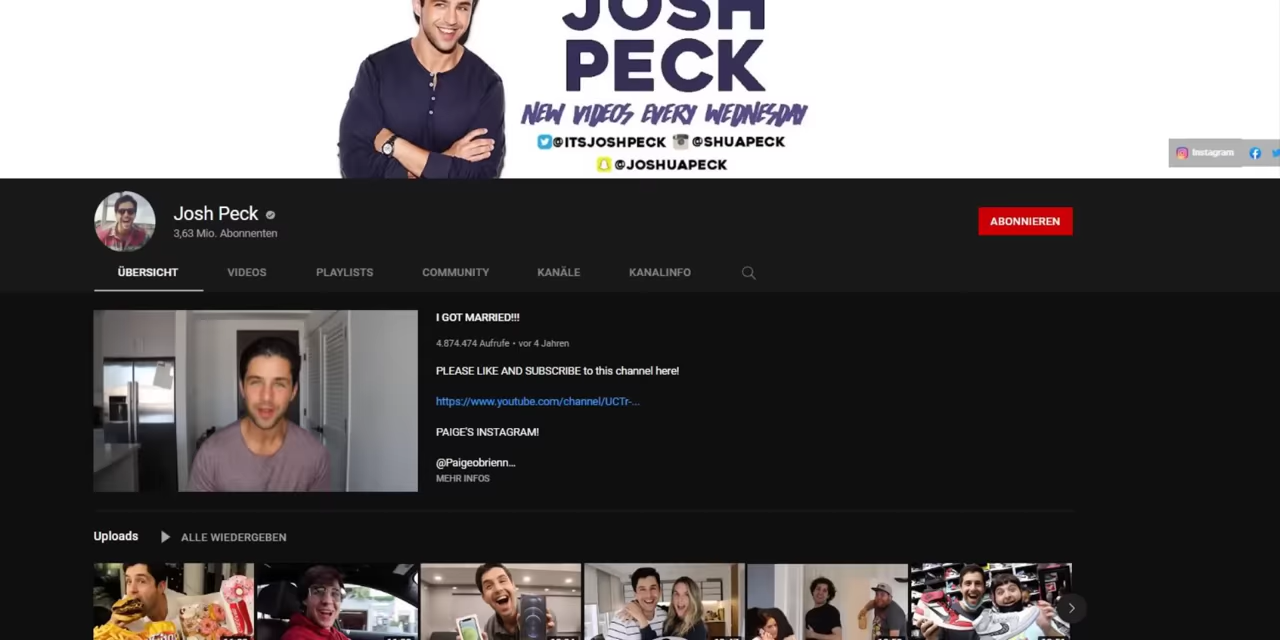 JOSH
PECK
NEW VIDEOS EVERY WEDNESDAY
@ITSJOSHPECK @SHUAPECK
@JOSHUAPECK
Instagram
Josh Peck
3,63 Mio. Abonnenten
ABONNIEREN
ÜBERSICHT VIDEOS PLAYLISTS COMMUNITY KANÄLE KANALINFO
I GOT MARRIED!!!
4.874.474 Aufrufe • vor 4 Jahren
PLEASE LIKE AND SUBSCRIBE to this channel here!
https://www.youtube.com/channel/UCTr-...
PAIGE'S INSTAGRAM!
@Paigeobrienn...
MEHR INFOS
Uploads ALLE WIEDERGEBEN